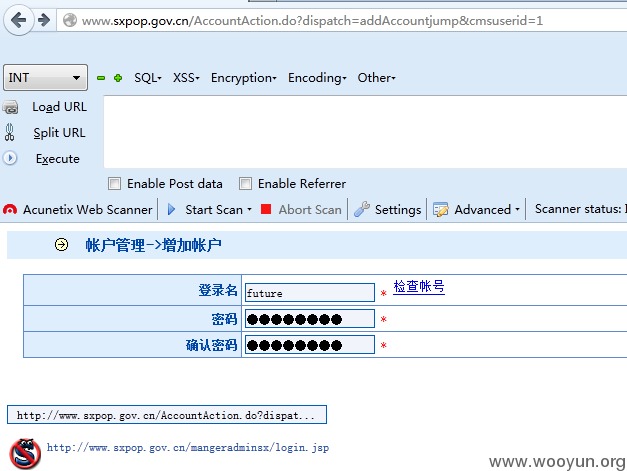 www.sxpop.gov.cn/AccountAction.do?dispatch=addAccountjump&cmsuserid=1
INT SQL- XSS- Encryption- Encoding- Other-
Load URL
Split URL
Execute
Enable Post data Enable Referrer
Acunetix Web Scanner Start Scan Abort Scan Settings Advanced Scanner status:
帐户管理->增加帐户
登录名 future * 检查帐号
密码 ●●●●●●●● *
确认密码 ●●●●●●●● *
http://www.sxpop.gov.cn/AccountAction.do?dispat...
http://www.sxpop.gov.cn/mangeradminsx/login.jsp
www.wooyun.org